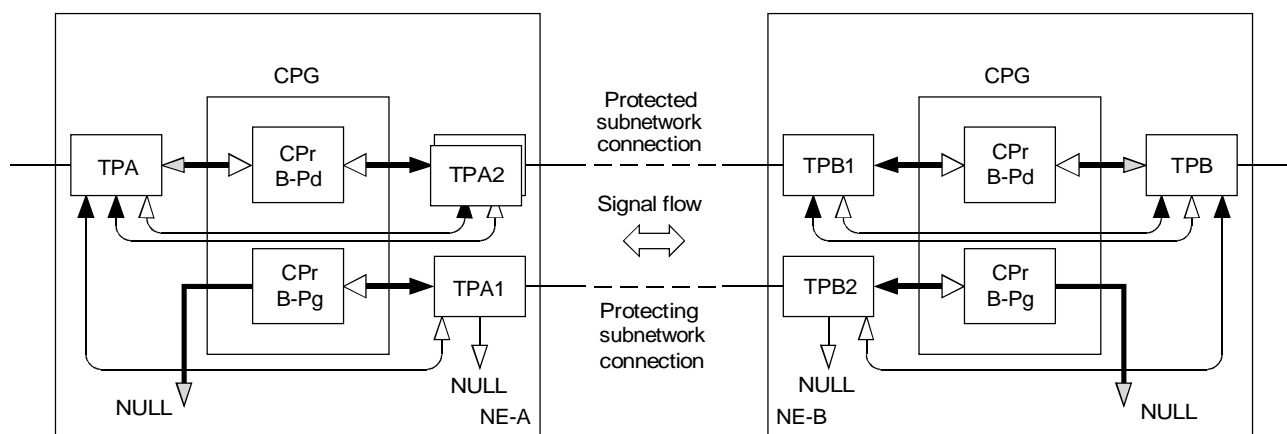 CPG
TPA
CPr
B-Pd
TPA2
CPr
B-Pg
TPA1
NULL
NULL
NE-A
Protected
subnetwork
connection
Signal flow
Protecting
subnetwork
connection
CPG
TPB1
CPr
B-Pd
TPB
TPB2
CPr
B-Pg
NULL
NULL
NE-B